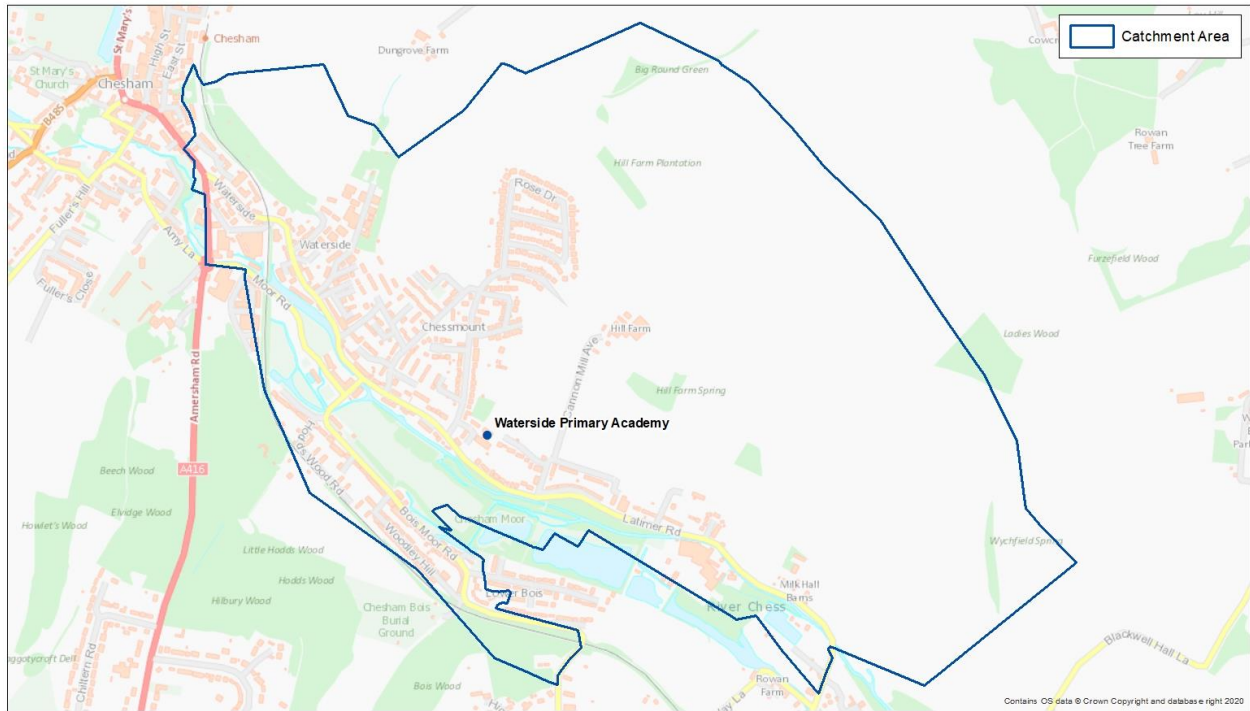 Catchment Area
St Mary's
High St
East St
Chesham
Dungrove Farm
St Mary's
Church
Chesham
B485
Big Round Green
Rowan
Tree Farm
Hill Farm Plantation
Rose Dr
Waterside
Fuller's Hill
Amy La
Waterside
Fuller's Close
Moor Rd
Furzefield Wood
Chessmount
Hill Farm
Cannon Mill Ave
Ladies Wood
Amersham Rd
Hill Farm Spring
Waterside Primary Academy
A416
Beech Wood
Howlet's Wood
Elvidge Wood
Bois Moor Rd
Woodley Hill
Chesham Moor
Latimer Rd
Wychfield Spring
Little Hodds Wood
Hodds Wood
Hilbury Wood
Milk Hall
Barns
Lower Bois
River Chess
Chesham Bois
Burial
Ground
Chiltern Rd
Blackwell Hall La
Bois Wood
Rowan
Farm
Contains OS data © Crown Copyright and database right 2020